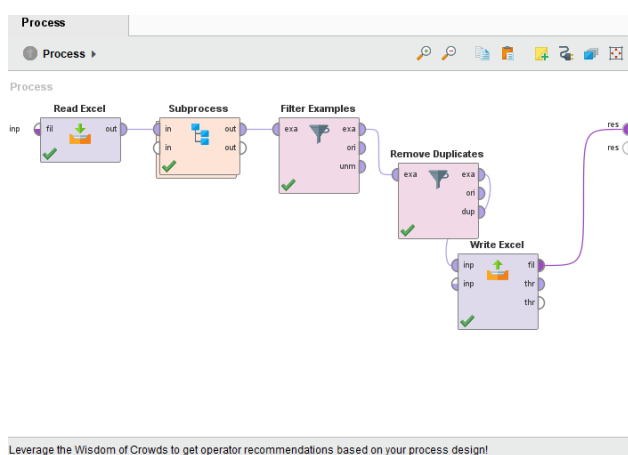 Process
Process
Process
Read Excel
Subprocess
Filter Examples
inp
fil
out
in
out
in
out
exa
exa
ori
unm
res
res
Remove Duplicates
exa
exa
ori
dup
Write Excel
inp
fil
inp
thr
thr
Leverage the Wisdom of Crowds to get operator recommendations based on your process design!